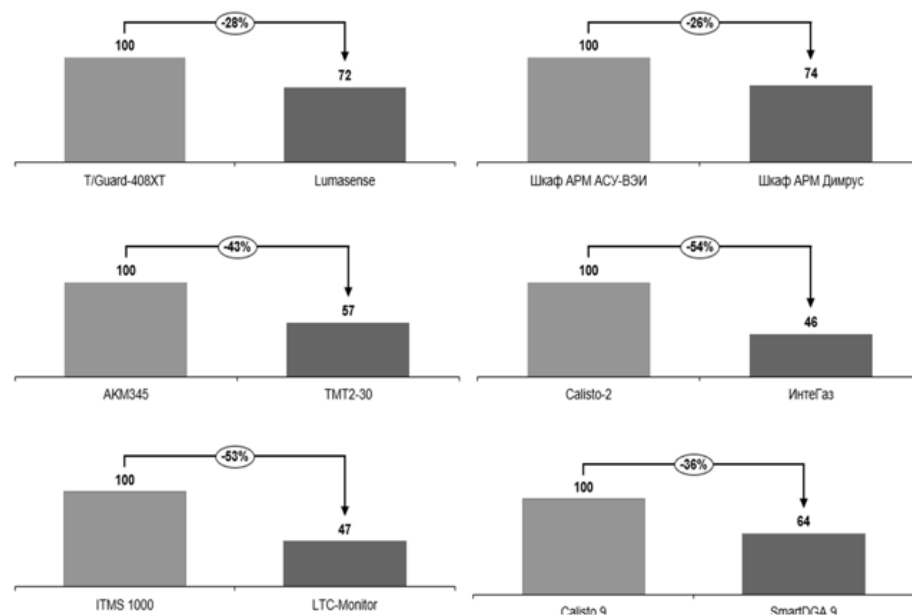 -28%
100
72
T/Guard-408XT
Lumasense
-26%
100
74
Шкаф АРМ АСУ-ВЭИ
Шкаф АРМ Димрус
-43%
100
57
АКМ345
ТМТ2-30
-54%
100
46
Calisto-2
ИнтеГаз
-53%
100
47
ITMS 1000
LTC-Monitor
-36%
100
64
Calisto 9
SmartDGA 9